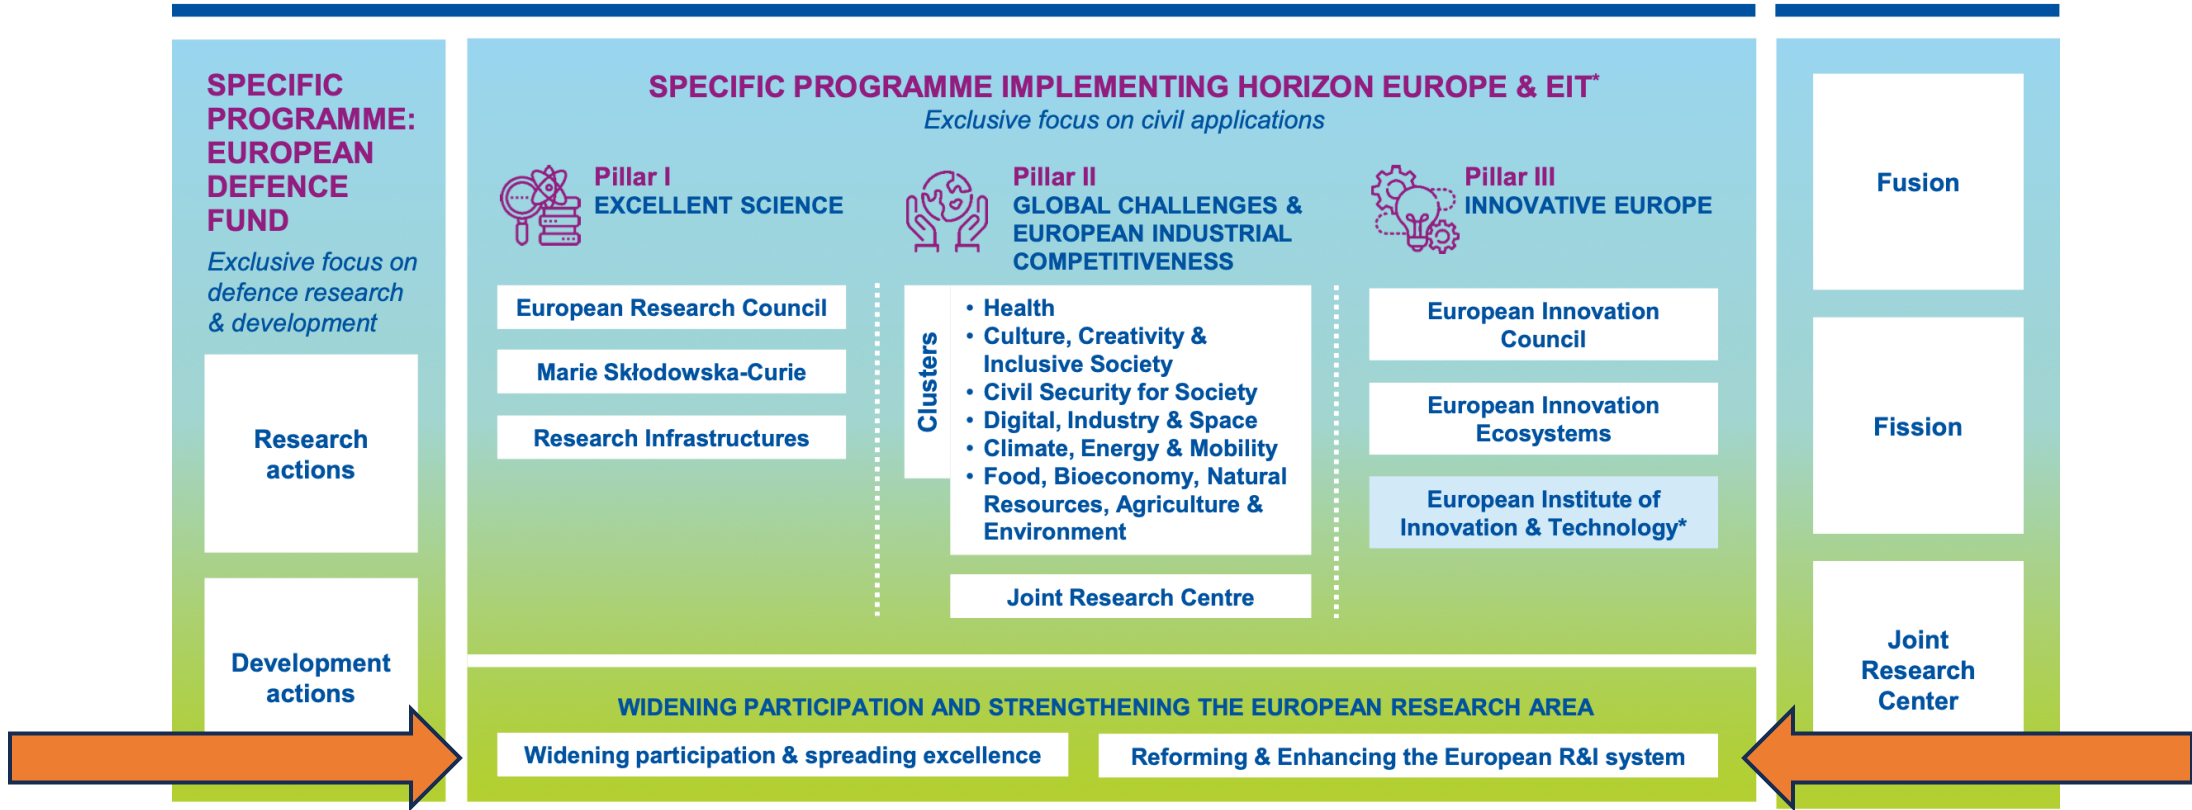 SPECIFIC
PROGRAMME:
EUROPEAN
DEFENCE
FUND
Exclusive focus on
defence research
& development
Research
actions
Development
actions
SPECIFIC PROGRAMME IMPLEMENTING HORIZON EUROPE & EIT*
Exclusive focus on civil applications
Pillar I
EXCELLENT SCIENCE
European Research Council
Marie Skłodowska-Curie
Research Infrastructures
Pillar II
GLOBAL CHALLENGES &
EUROPEAN INDUSTRIAL
COMPETITIVENESS
Clusters
• Health
• Culture, Creativity &
Inclusive Society
• Civil Security for Society
• Digital, Industry & Space
• Climate, Energy & Mobility
• Food, Bioeconomy, Natural
Resources, Agriculture &
Environment
Joint Research Centre
Pillar III
INNOVATIVE EUROPE
European Innovation
Council
European Innovation
Ecosystems
European Institute of
Innovation & Technology*
WIDENING PARTICIPATION AND STRENGTHENING THE EUROPEAN RESEARCH AREA
Widening participation & spreading excellence
Reforming & Enhancing the European R&I system
Fusion
Fission
Joint
Research
Center